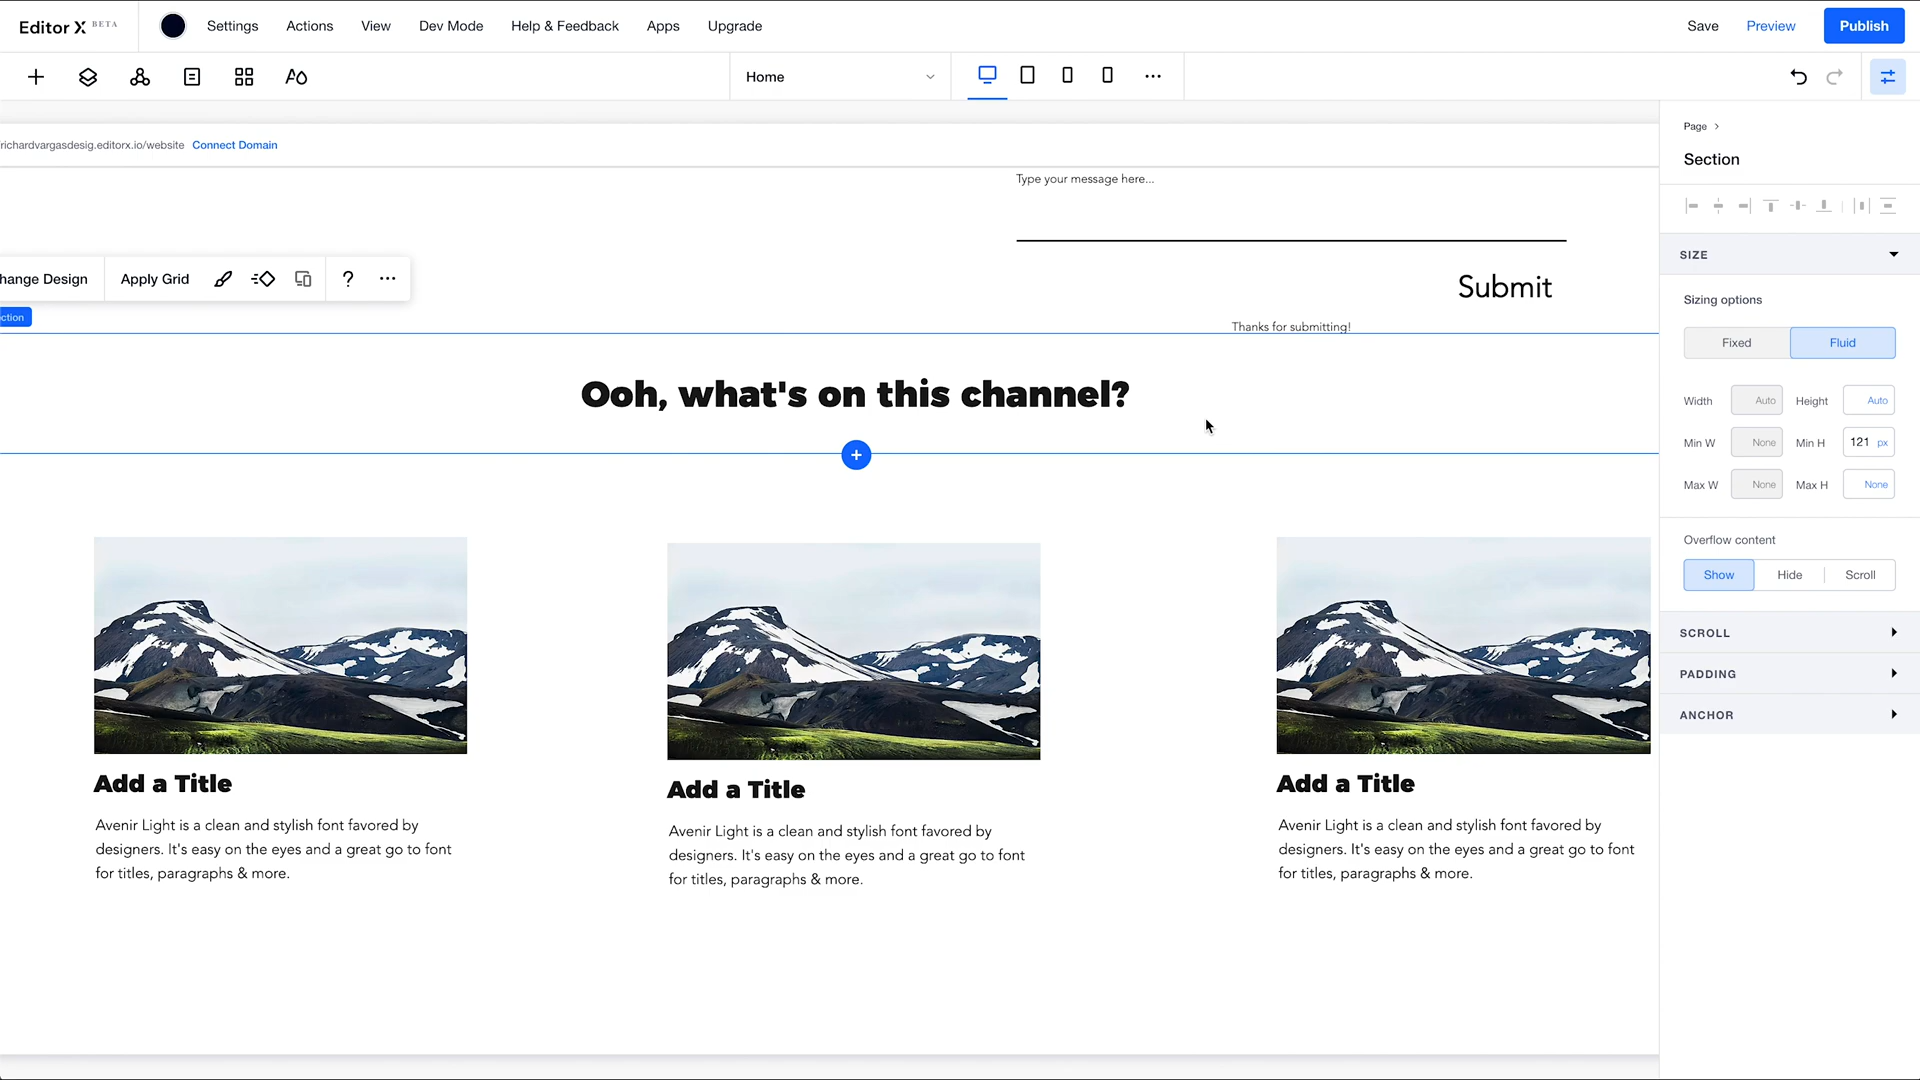 Editor X BETA
Settings
Actions
View
Dev Mode
Help & Feedback
Apps
Upgrade
Save
Preview
Publish
Home
richardvargasdesig.editorx.io/website
Connect Domain
Type your message here...
hange Design
Apply Grid
?
ction
Submit
Thanks for submitting!
Ooh, what's on this channel?
Add a Title
Avenir Light is a clean and stylish font favored by
designers. It's easy on the eyes and a great go to font
for titles, paragraphs & more.
Add a Title
Avenir Light is a clean and stylish font favored by
designers. It's easy on the eyes and a great go to font
for titles, paragraphs & more.
Add a Title
Avenir Light is a clean and stylish font favored by
designers. It's easy on the eyes and a great go to font
for titles, paragraphs & more.
Page >
Section
SIZE
Sizing options
Fixed
Fluid
Width Auto Height Auto
Min W None Min H 121 px
Max W None Max H None
Overflow content
Show
Hide
Scroll
SCROLL
PADDING
ANCHOR